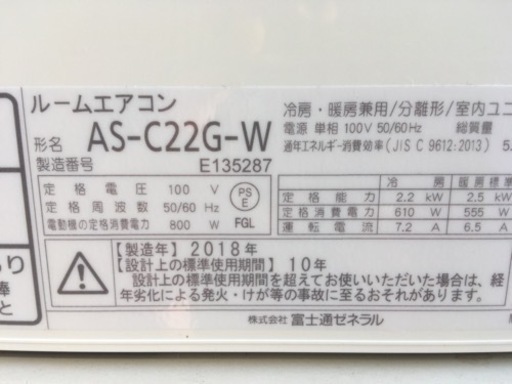 ルームエアコン
形名 AS-C22G-W
製造番号 E135287
冷房・暖房兼用/分離形/室内ユニ
電源 単相 100V 50/60Hz 総質量
通年エネルギー消費効率(JIS C 9612:2013) 5.
定格電圧 100 V
定格周波数 50/60 Hz
電動機の定格消費電力 800 W
PS
E
FGL
冷房 暖房標準
定格能力 2.2 kW 2.5 kW
定格消費電力 610 W 555 W
運転電流 7.2 A 6.5 A
【製造年】2018年
【設計上の標準使用期間】10年
設計上の標準使用期間を超えてお使いいただいた場合は、経
年劣化による発火・けが等の事故に至るおそれがあります。
株式会社 富士通ゼネラル